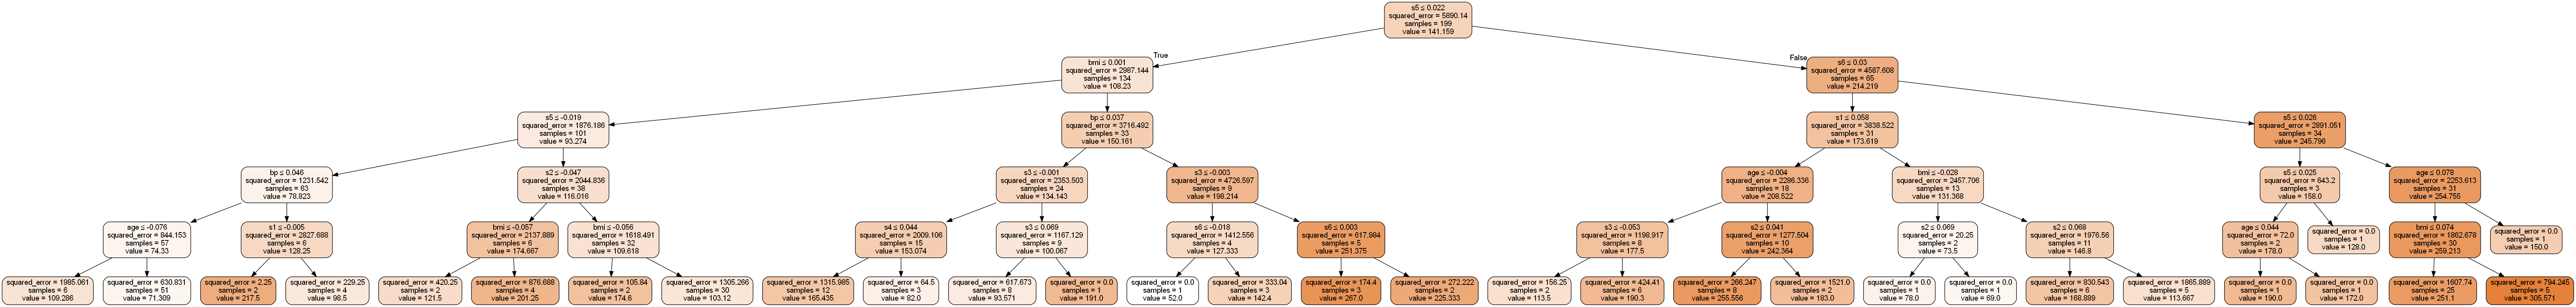 s5 ≤ 0.022
squared_error = 5890.14
samples = 199
value = 141.159
True
False
bmi ≤ 0.001
squared_error = 2987.144
samples = 134
value = 108.23
s6 ≤ 0.03
squared_error = 4587.608
samples = 65
value = 214.219
s5 ≤ -0.019
squared_error = 1876.186
samples = 101
value = 93.274
bp ≤ 0.037
squared_error = 3716.492
samples = 33
value = 150.161
s1 ≤ 0.058
squared_error = 3838.522
samples = 31
value = 173.619
s5 ≤ 0.026
squared_error = 2891.051
samples = 34
value = 245.796
bp ≤ 0.046
squared_error = 1231.542
samples = 63
value = 78.823
s2 ≤ -0.047
squared_error = 2044.836
samples = 38
value = 116.016
s3 ≤ -0.001
squared_error = 2353.503
samples = 24
value = 134.143
s3 ≤ -0.003
squared_error = 4726.597
samples = 9
value = 198.214
age ≤ -0.004
squared_error = 2286.336
samples = 18
value = 208.522
bmi ≤ -0.028
squared_error = 2457.706
samples = 13
value = 131.368
s5 ≤ 0.025
squared_error = 643.2
samples = 3
value = 158.0
age ≤ 0.078
squared_error = 2253.613
samples = 31
value = 254.755
age ≤ -0.076
squared_error = 844.153
samples = 57
value = 74.33
s1 ≤ -0.005
squared_error = 2827.688
samples = 6
value = 128.25
bmi ≤ -0.057
squared_error = 2137.889
samples = 6
value = 174.667
bmi ≤ -0.056
squared_error = 1618.491
samples = 32
value = 109.618
s4 ≤ 0.044
squared_error = 2009.106
samples = 15
value = 153.074
s3 ≤ 0.069
squared_error = 1167.129
samples = 9
value = 100.067
s6 ≤ -0.018
squared_error = 1412.556
samples = 4
value = 127.333
s6 ≤ 0.003
squared_error = 617.984
samples = 5
value = 251.375
s3 ≤ -0.053
squared_error = 1198.917
samples = 8
value = 177.5
s2 ≤ 0.041
squared_error = 1277.504
samples = 10
value = 242.364
s2 ≤ 0.069
squared_error = 20.25
samples = 2
value = 73.5
s2 ≤ 0.068
squared_error = 1976.56
samples = 11
value = 146.8
age ≤ 0.044
squared_error = 72.0
samples = 2
value = 178.0
squared_error = 0.0
samples = 1
value = 128.0
bmi ≤ 0.074
squared_error = 1862.678
samples = 30
value = 259.213
squared_error = 0.0
samples = 1
value = 150.0
squared_error = 1985.061
samples = 6
value = 109.286
squared_error = 630.831
samples = 51
value = 71.309
squared_error = 2.25
samples = 2
value = 217.5
squared_error = 229.25
samples = 4
value = 98.5
squared_error = 420.25
samples = 2
value = 121.5
squared_error = 876.688
samples = 4
value = 201.25
squared_error = 105.84
samples = 2
value = 174.6
squared_error = 1305.266
samples = 30
value = 103.12
squared_error = 1315.985
samples = 12
value = 165.435
squared_error = 64.5
samples = 3
value = 82.0
squared_error = 617.673
samples = 8
value = 93.571
squared_error = 0.0
samples = 1
value = 191.0
squared_error = 0.0
samples = 1
value = 52.0
squared_error = 333.04
samples = 3
value = 142.4
squared_error = 174.4
samples = 3
value = 267.0
squared_error = 272.222
samples = 2
value = 225.333
squared_error = 156.25
samples = 2
value = 113.5
squared_error = 424.41
samples = 6
value = 190.3
squared_error = 266.247
samples = 8
value = 255.556
squared_error = 1521.0
samples = 2
value = 183.0
squared_error = 0.0
samples = 1
value = 78.0
squared_error = 0.0
samples = 1
value = 69.0
squared_error = 830.543
samples = 6
value = 168.889
squared_error = 1865.889
samples = 5
value = 113.667
squared_error = 0.0
samples = 1
value = 190.0
squared_error = 0.0
samples = 1
value = 172.0
squared_error = 1607.74
samples = 25
value = 251.1
squared_error = 794.245
samples = 5
value = 305.571